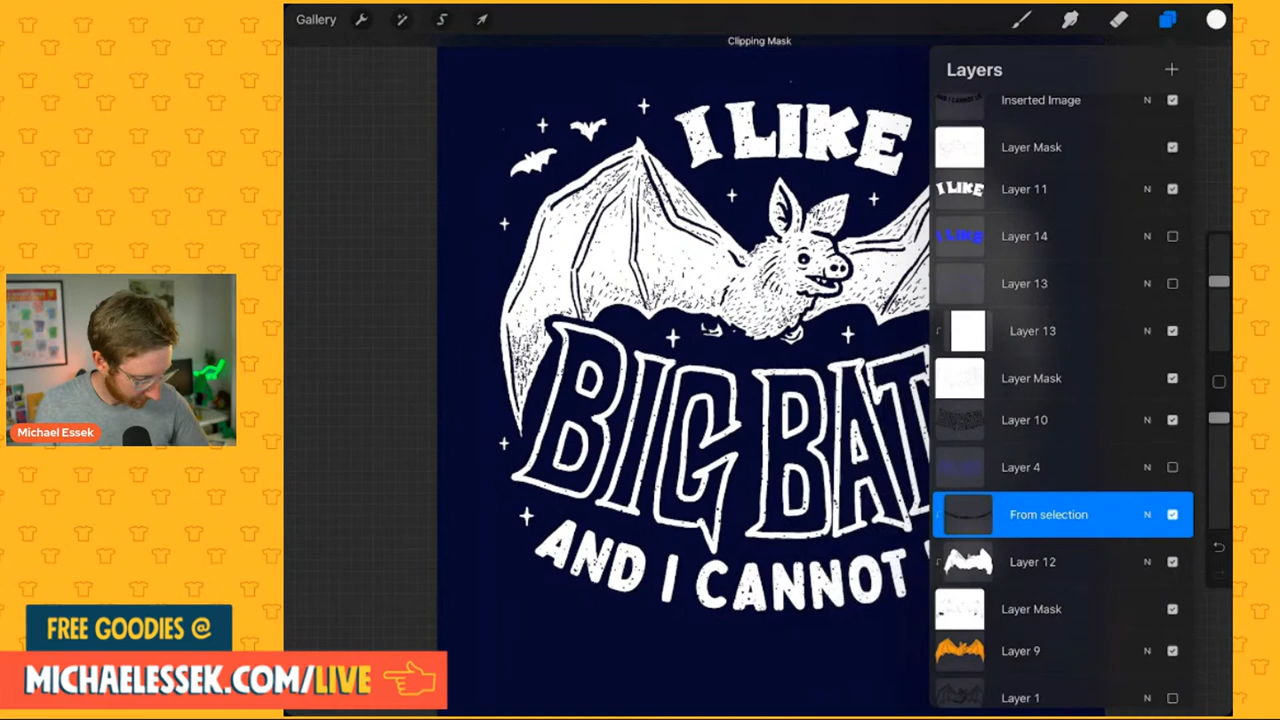 Gallery
Clipping Mask
Layers
Inserted Image N
Layer Mask
Layer 11 N
Layer 14 N
Layer 13 N
Layer 13 N
Layer Mask
Layer 10 N
Layer 4 N
From selection N
Layer 12 N
Layer Mask
Layer 9 N
Layer 1 N
I LIKE
I LIKE
I LIKE
BIG BAT
AND I CANNOT
Michael Essek
FREE GOODIES @
MICHAELESSEK.COM/LIVE